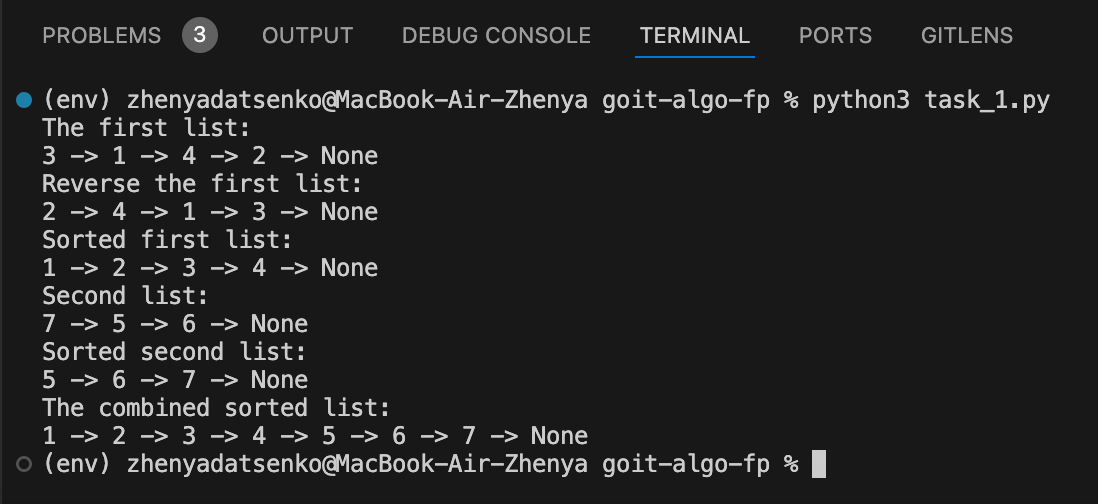 PROBLEMS 3 OUTPUT DEBUG CONSOLE TERMINAL PORTS GITLENS
(env) zhenyadatsenko@MacBook-Air-Zhenya goit-algo-fp % python3 task_1.py
The first list:
3 -> 1 -> 4 -> 2 -> None
Reverse the first list:
2 -> 4 -> 1 -> 3 -> None
Sorted first list:
1 -> 2 -> 3 -> 4 -> None
Second list:
7 -> 5 -> 6 -> None
Sorted second list:
5 -> 6 -> 7 -> None
The combined sorted list:
1 -> 2 -> 3 -> 4 -> 5 -> 6 -> 7 -> None
(env) zhenyadatsenko@MacBook-Air-Zhenya goit-algo-fp %